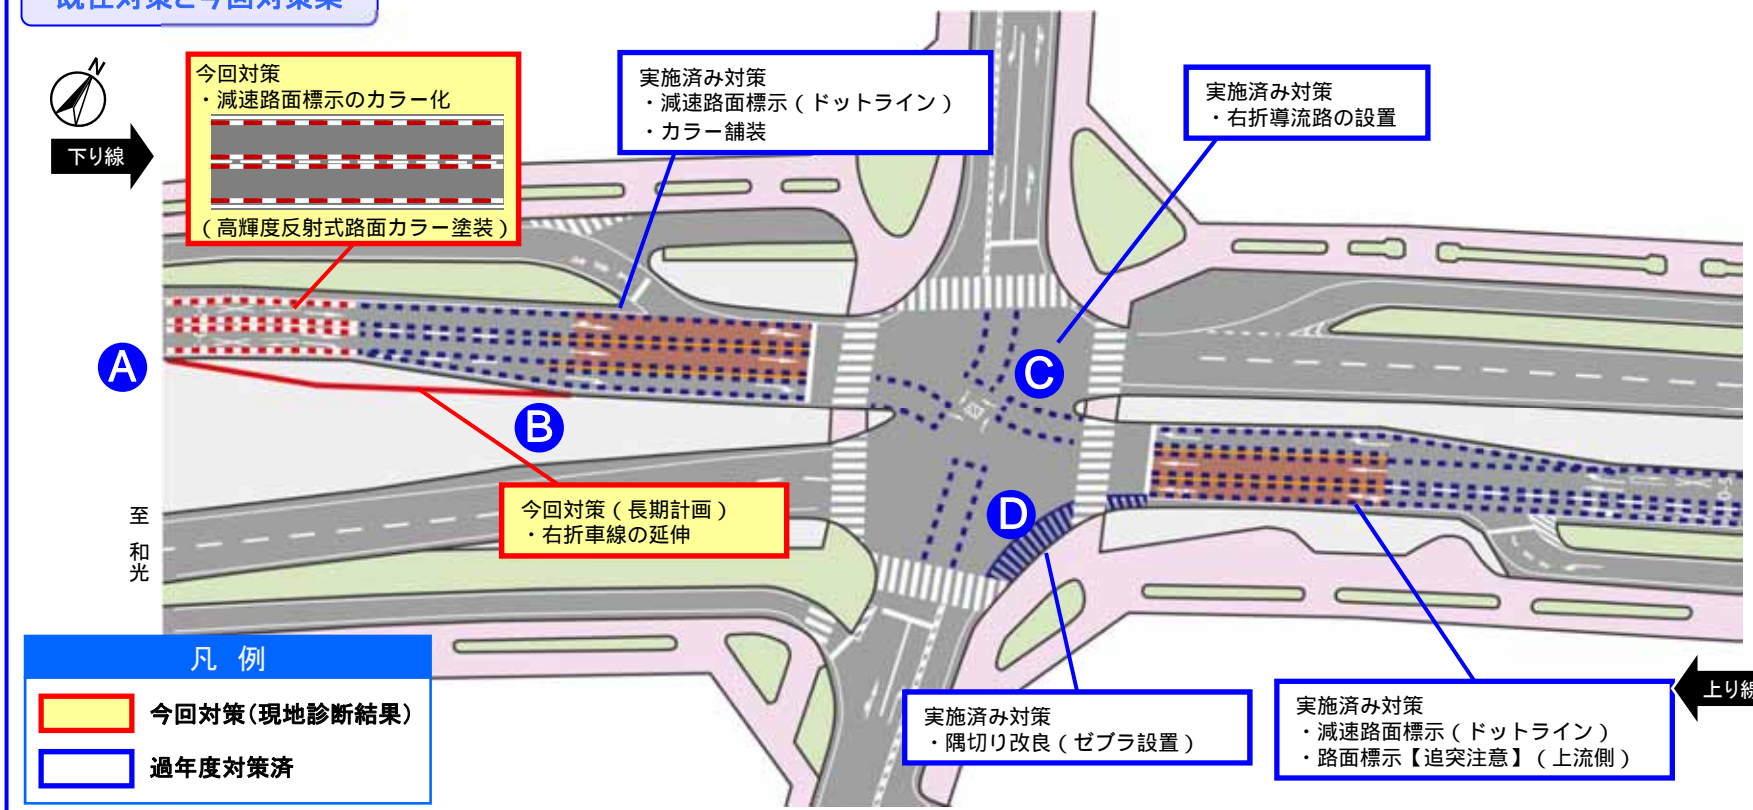 既往対策と今回対策案
N
下り線
今回対策
・減速路面標示のカラー化
(高輝度反射式路面カラー塗装)
実施済み対策
・減速路面標示(ドットライン)
・カラー舗装
実施済み対策
・右折導流路の設置
A
B
C
D
今回対策(長期計画)
・右折車線の延伸
至 和光
凡 例
今回対策(現地診断結果)
過年度対策済
実施済み対策
・隅切り改良(ゼブラ設置)
実施済み対策
・減速路面標示(ドットライン)
・路面標示【追突注意】(上流側)
上り線